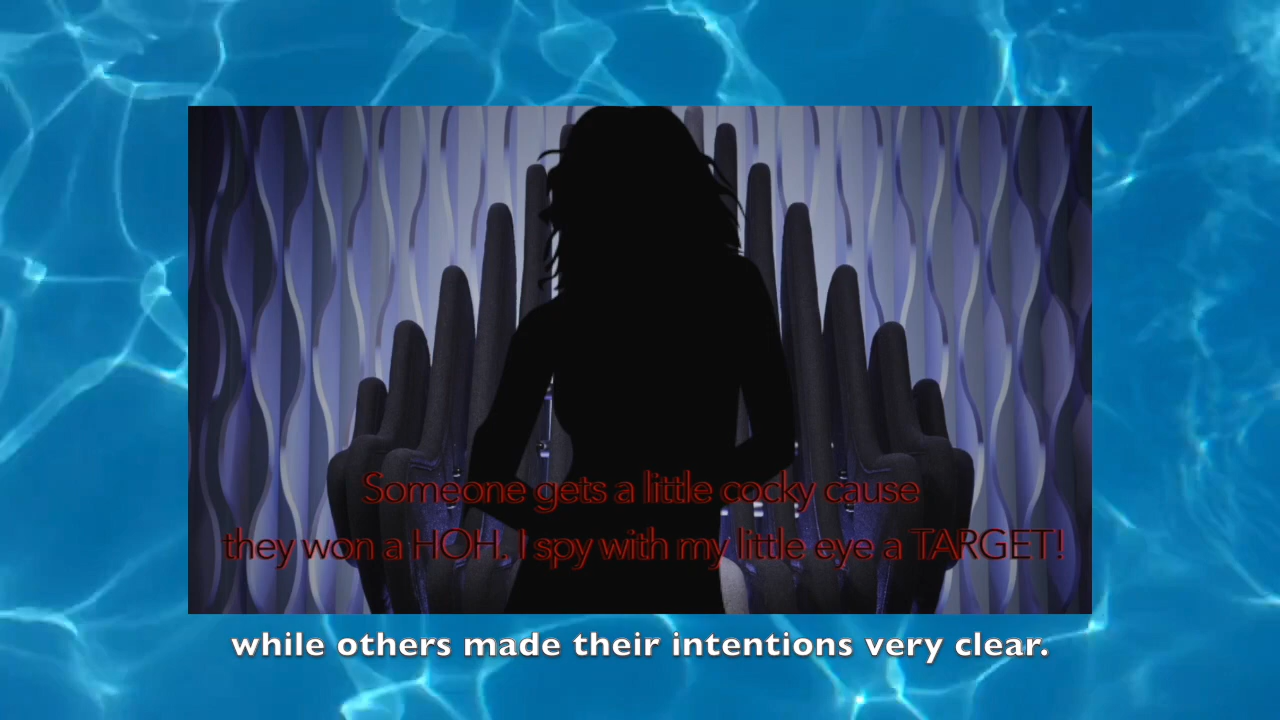 Someone gets a little cocky cause
they won a HOH. I spy with my little eye a TARGET!
while others made their intentions very clear.